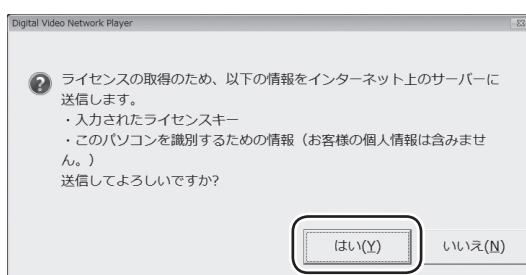 Digital Video Network Player
ライセンスの取得のため、以下の情報をインターネット上のサーバーに
送信します。
・入力されたライセンスキー
・このパソコンを識別するための情報（お客様の個人情報は含みませ
ん。）
送信してよろしいですか?
はい(Y) いいえ(N)